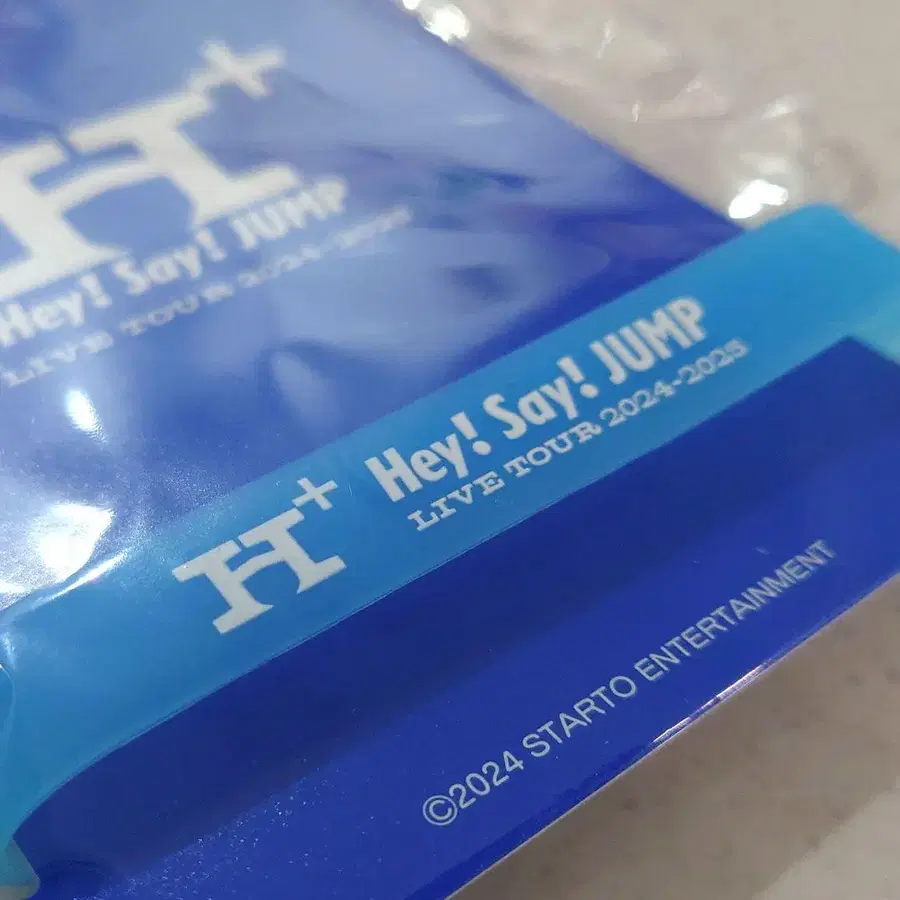 H+
Hey! Say! JUMP
LIVE TOUR 2024-2025
H+
Hey! Say! JUMP
LIVE TOUR 2024-2025
©2024 STARTO ENTERTAINMENT